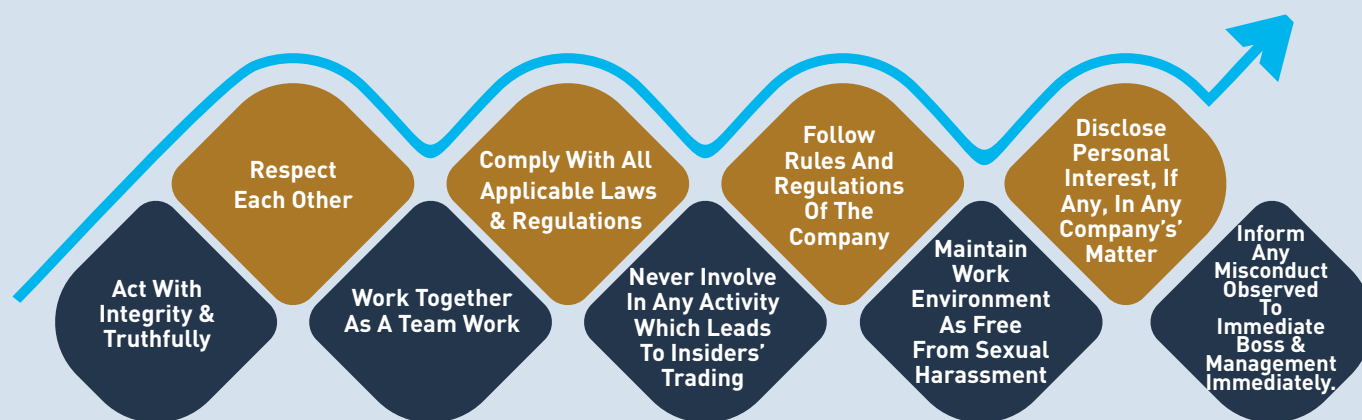 Act With
Integrity &
Truthfully
Respect
Each Other
Work Together
As A Team Work
Comply With All
Applicable Laws
& Regulations
Never Involve
In Any Activity
Which Leads
To Insiders'
Trading
Follow
Rules And
Regulations
Of The
Company
Maintain
Work
Environment
As Free
From Sexual
Harassment
Disclose
Personal
Interest, If
Any, In Any
Company's'
Matter
Inform
Any
Misconduct
Observed
To
Immediate
Boss &
Management
Immediately.